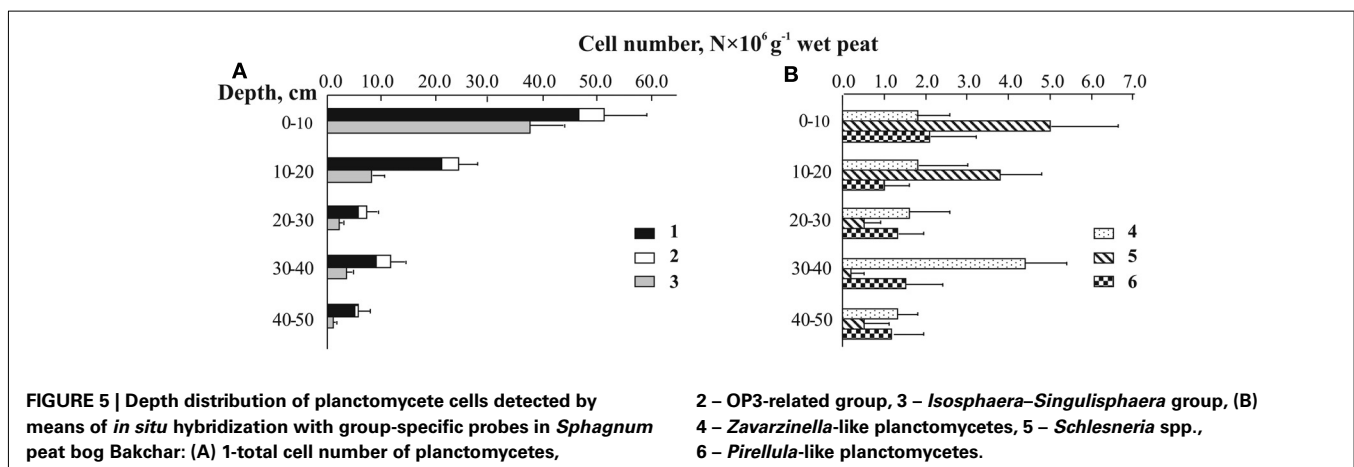 Cell number, N×10⁶ g⁻¹ wet peat
A
0.0 10.0 20.0 30.0 40.0 50.0 60.0
Depth, cm
0-10
10-20
20-30
30-40
40-50
1
2
3
B
0.0 1.0 2.0 3.0 4.0 5.0 6.0 7.0
0-10
10-20
20-30
30-40
40-50
4
5
6
FIGURE 5 | Depth distribution of planctomycete cells detected by
means of in situ hybridization with group-specific probes in Sphagnum
peat bog Bakchar: (A) 1-total cell number of planctomycetes,
2 – OP3-related group, 3 – Isosphaera–Singulisphaera group, (B)
4 – Zavarzinella-like planctomycetes, 5 – Schlesneria spp.,
6 – Pirellula-like planctomycetes.